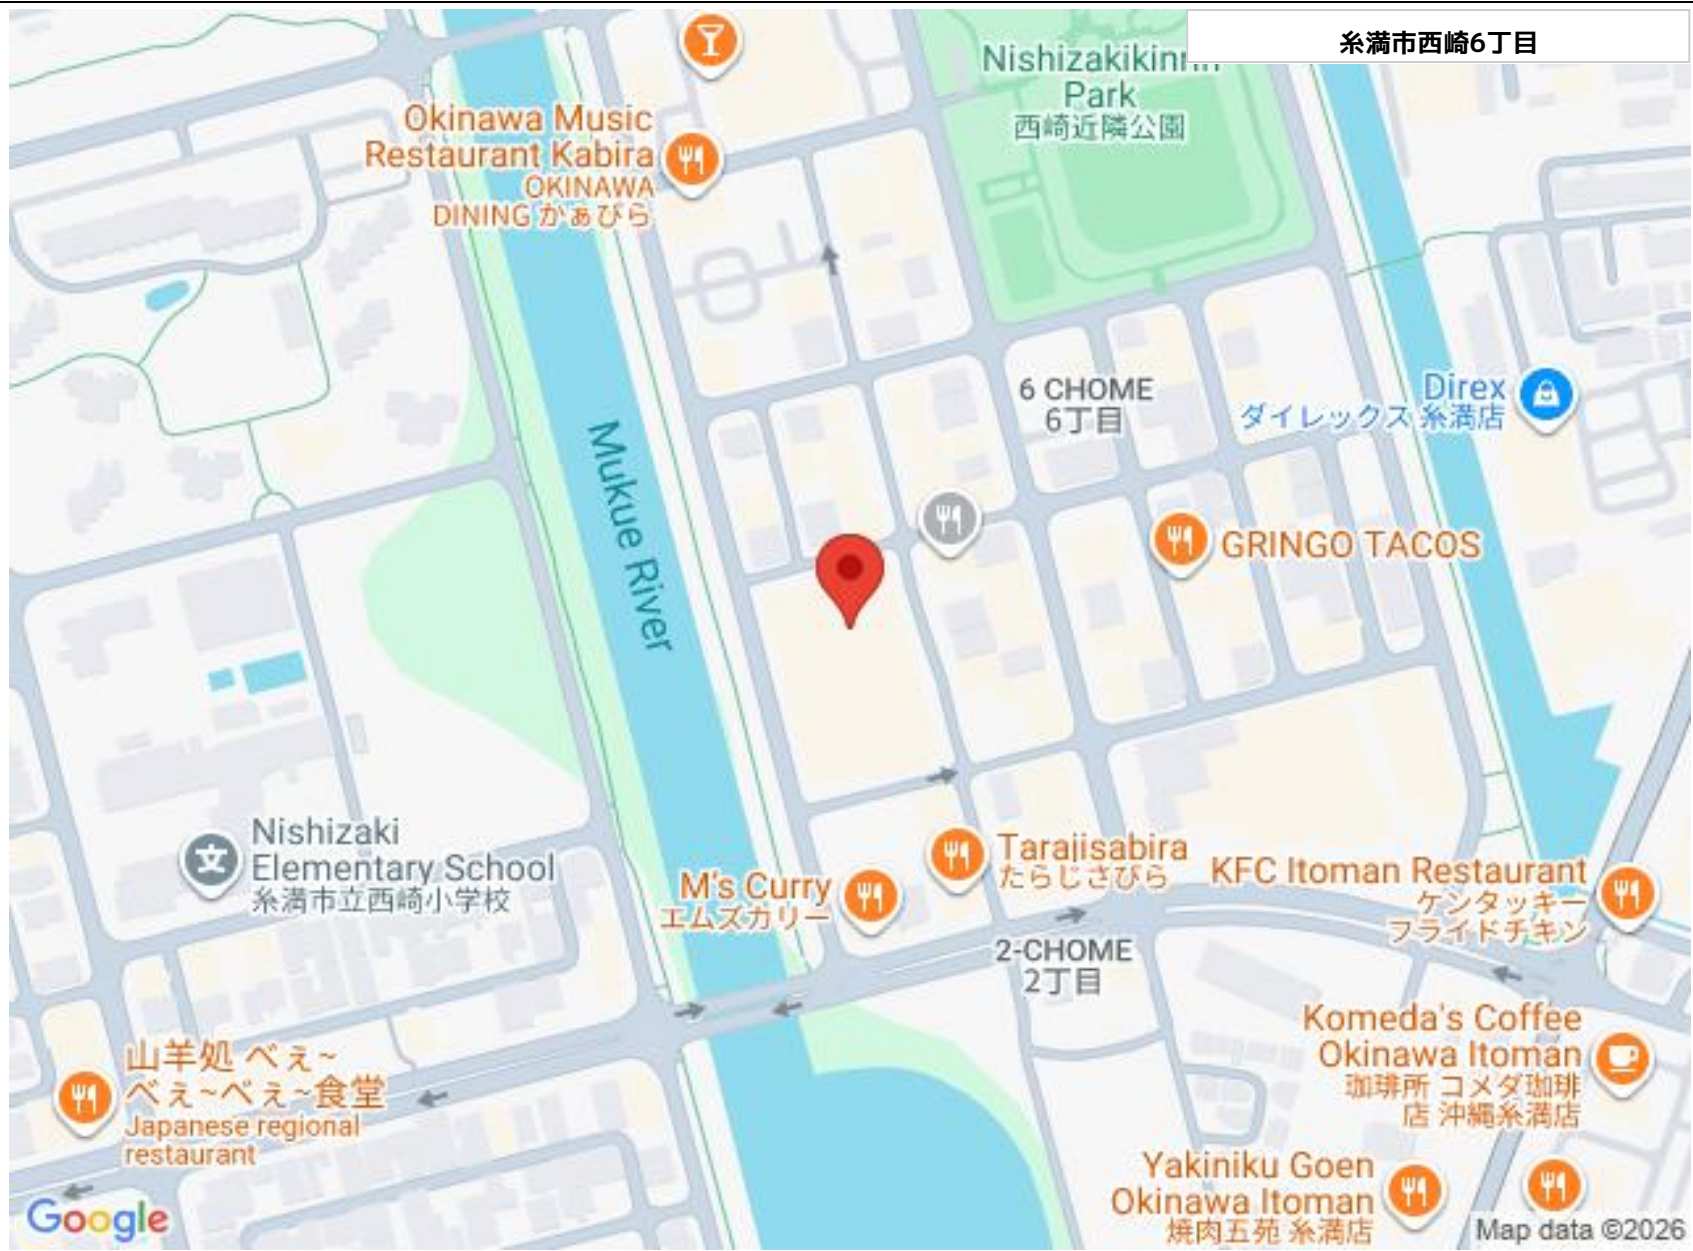 糸満市西崎6丁目
Park
西崎近隣公園
Okinawa Music
Restaurant Kabira
OKINAWA
DINING かぁびら
6 CHOME
6丁目
Direx
ダイレックス 糸満店
Mukue River
GRINGO TACOS
Nishizaki
Elementary School
糸満市立西崎小学校
M's Curry
エムズカリー
Tarajisabira
たらじさびら
KFC Itoman Restaurant
ケンタッキー
フライドチキン
2-CHOME
2丁目
Komeda's Coffee
Okinawa Itoman
珈琲所 コメダ珈琲
店 沖縄糸満店
山羊処 べぇ~
べぇ~べぇ~食堂
Japanese regional
restaurant
Yakiniku Goen
Okinawa Itoman
焼肉五苑 糸満店
文
Google
Map data ©2026